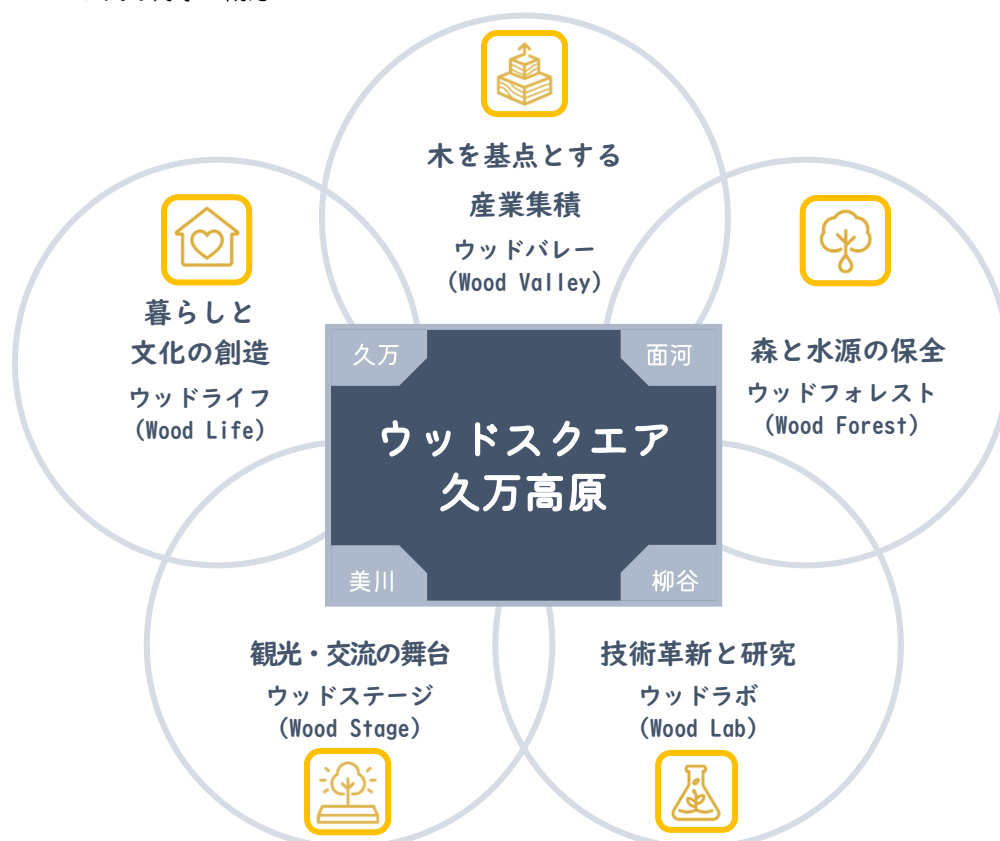 木を基点とする
産業集積
ウッドバレー
(Wood Valley)
暮らしと
文化の創造
ウッドライフ
(Wood Life)
森と水源の保全
ウッドフォレスト
(Wood Forest)
久万
面河
ウッドスクエア
久万高原
美川
柳谷
観光・交流の舞台
ウッドステージ
(Wood Stage)
技術革新と研究
ウッドラボ
(Wood Lab)